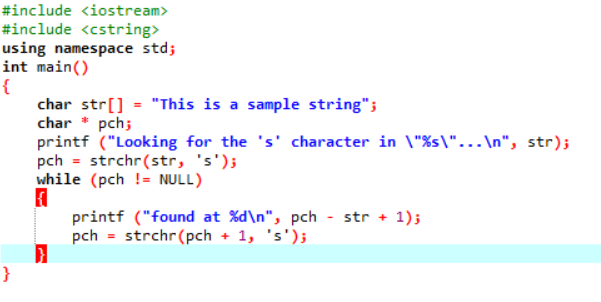 #include <iostream>
#include <cstring>
using namespace std;
int main()
{
    char str[] = "This is a sample string";
    char * pch;
    printf ("Looking for the 's' character in \"%s\"...\n", str);
    pch = strchr(str, 's');
    while (pch != NULL)
    {
        printf ("found at %d\n", pch - str + 1);
        pch = strchr(pch + 1, 's');
    }
}